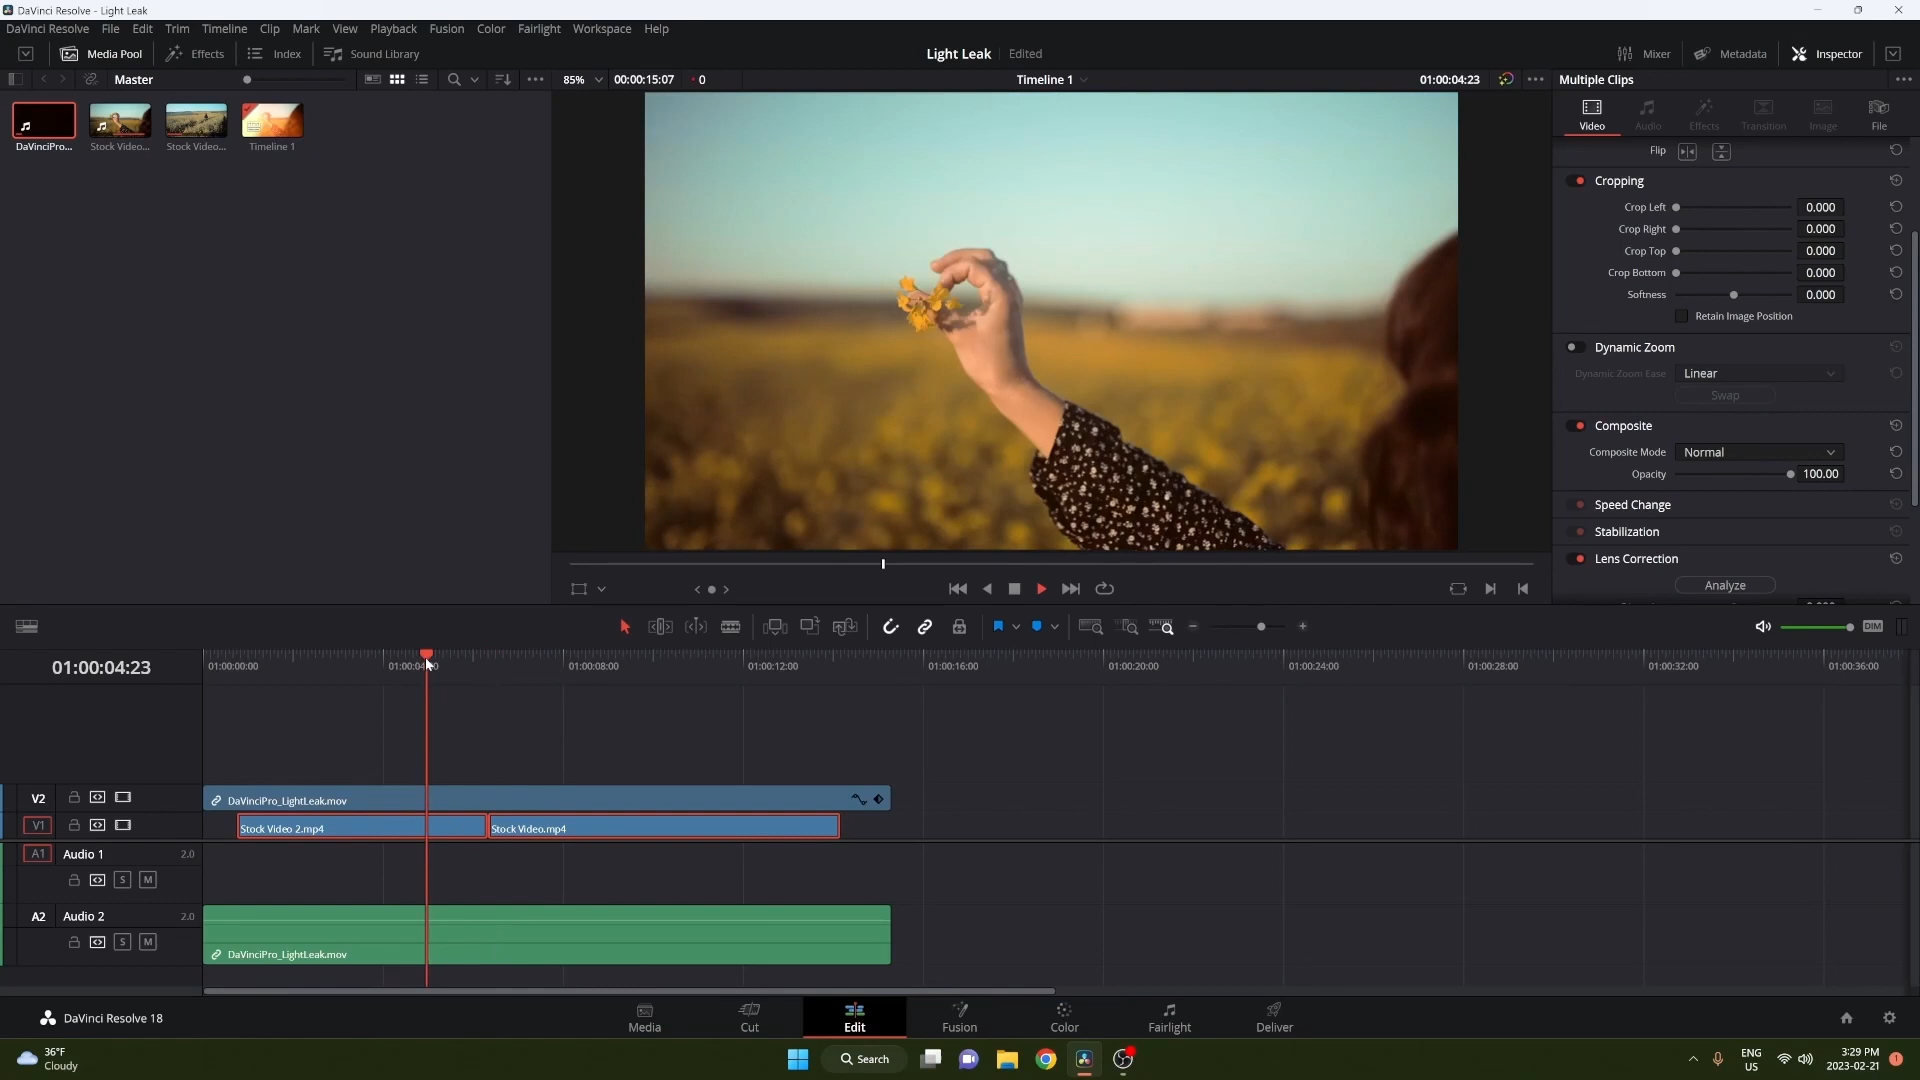 DaVinci Resolve - Light Leak
DaVinci Resolve File Edit Trim Timeline Clip Mark View Playback Fusion Color Fairlight Workspace Help
Media Pool Effects Index Sound Library Light Leak Edited Mixer Metadata Inspector
Master 85% 00:00:15:07 0 Timeline 1 01:00:04:23 Multiple Clips
DaVinciPro... Stock Video... Stock Video... Timeline 1
Video Audio Effects Transition Image File
Flip
Cropping
Crop Left 0.000
Crop Right 0.000
Crop Top 0.000
Crop Bottom 0.000
Softness 0.000
Retain Image Position
Dynamic Zoom
Dynamic Zoom Ease Linear
Swap
Composite
Composite Mode Normal
Opacity 100.00
Speed Change
Stabilization
Lens Correction
Analyze
DIM
01:00:04:23 01:00:00:00 01:00:08:00 01:00:12:00 01:00:16:00 01:00:20:00 01:00:24:00 01:00:28:00 01:00:32:00 01:00:36:00
V2 DaVinciPro_LightLeak.mov
V1 Stock Video 2.mp4 Stock Video.mp4
A1 Audio 1 2.0
S M
A2 Audio 2 2.0
S M
DaVinciPro_LightLeak.mov
DaVinci Resolve 18 Media Cut Edit Fusion Color Fairlight Deliver
36°F
Cloudy
Search
ENG
US
3:29 PM
2023-02-21
1